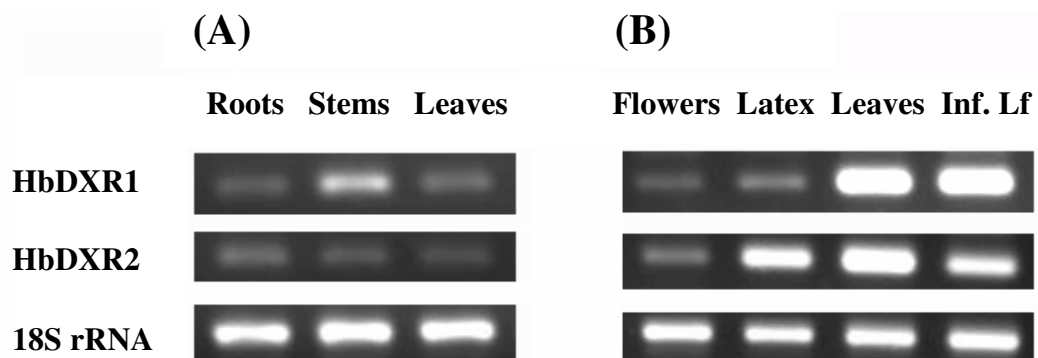 (A) (B)
Roots Stems Leaves Flowers Latex Leaves Inf. Lf
HbDXR1
HbDXR2
18S rRNA